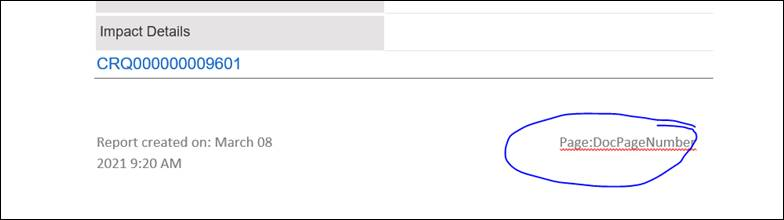 Impact Details
CRQ000000009601
Report created on: March 08
2021 9:20 AM
Page:DocPageNumber